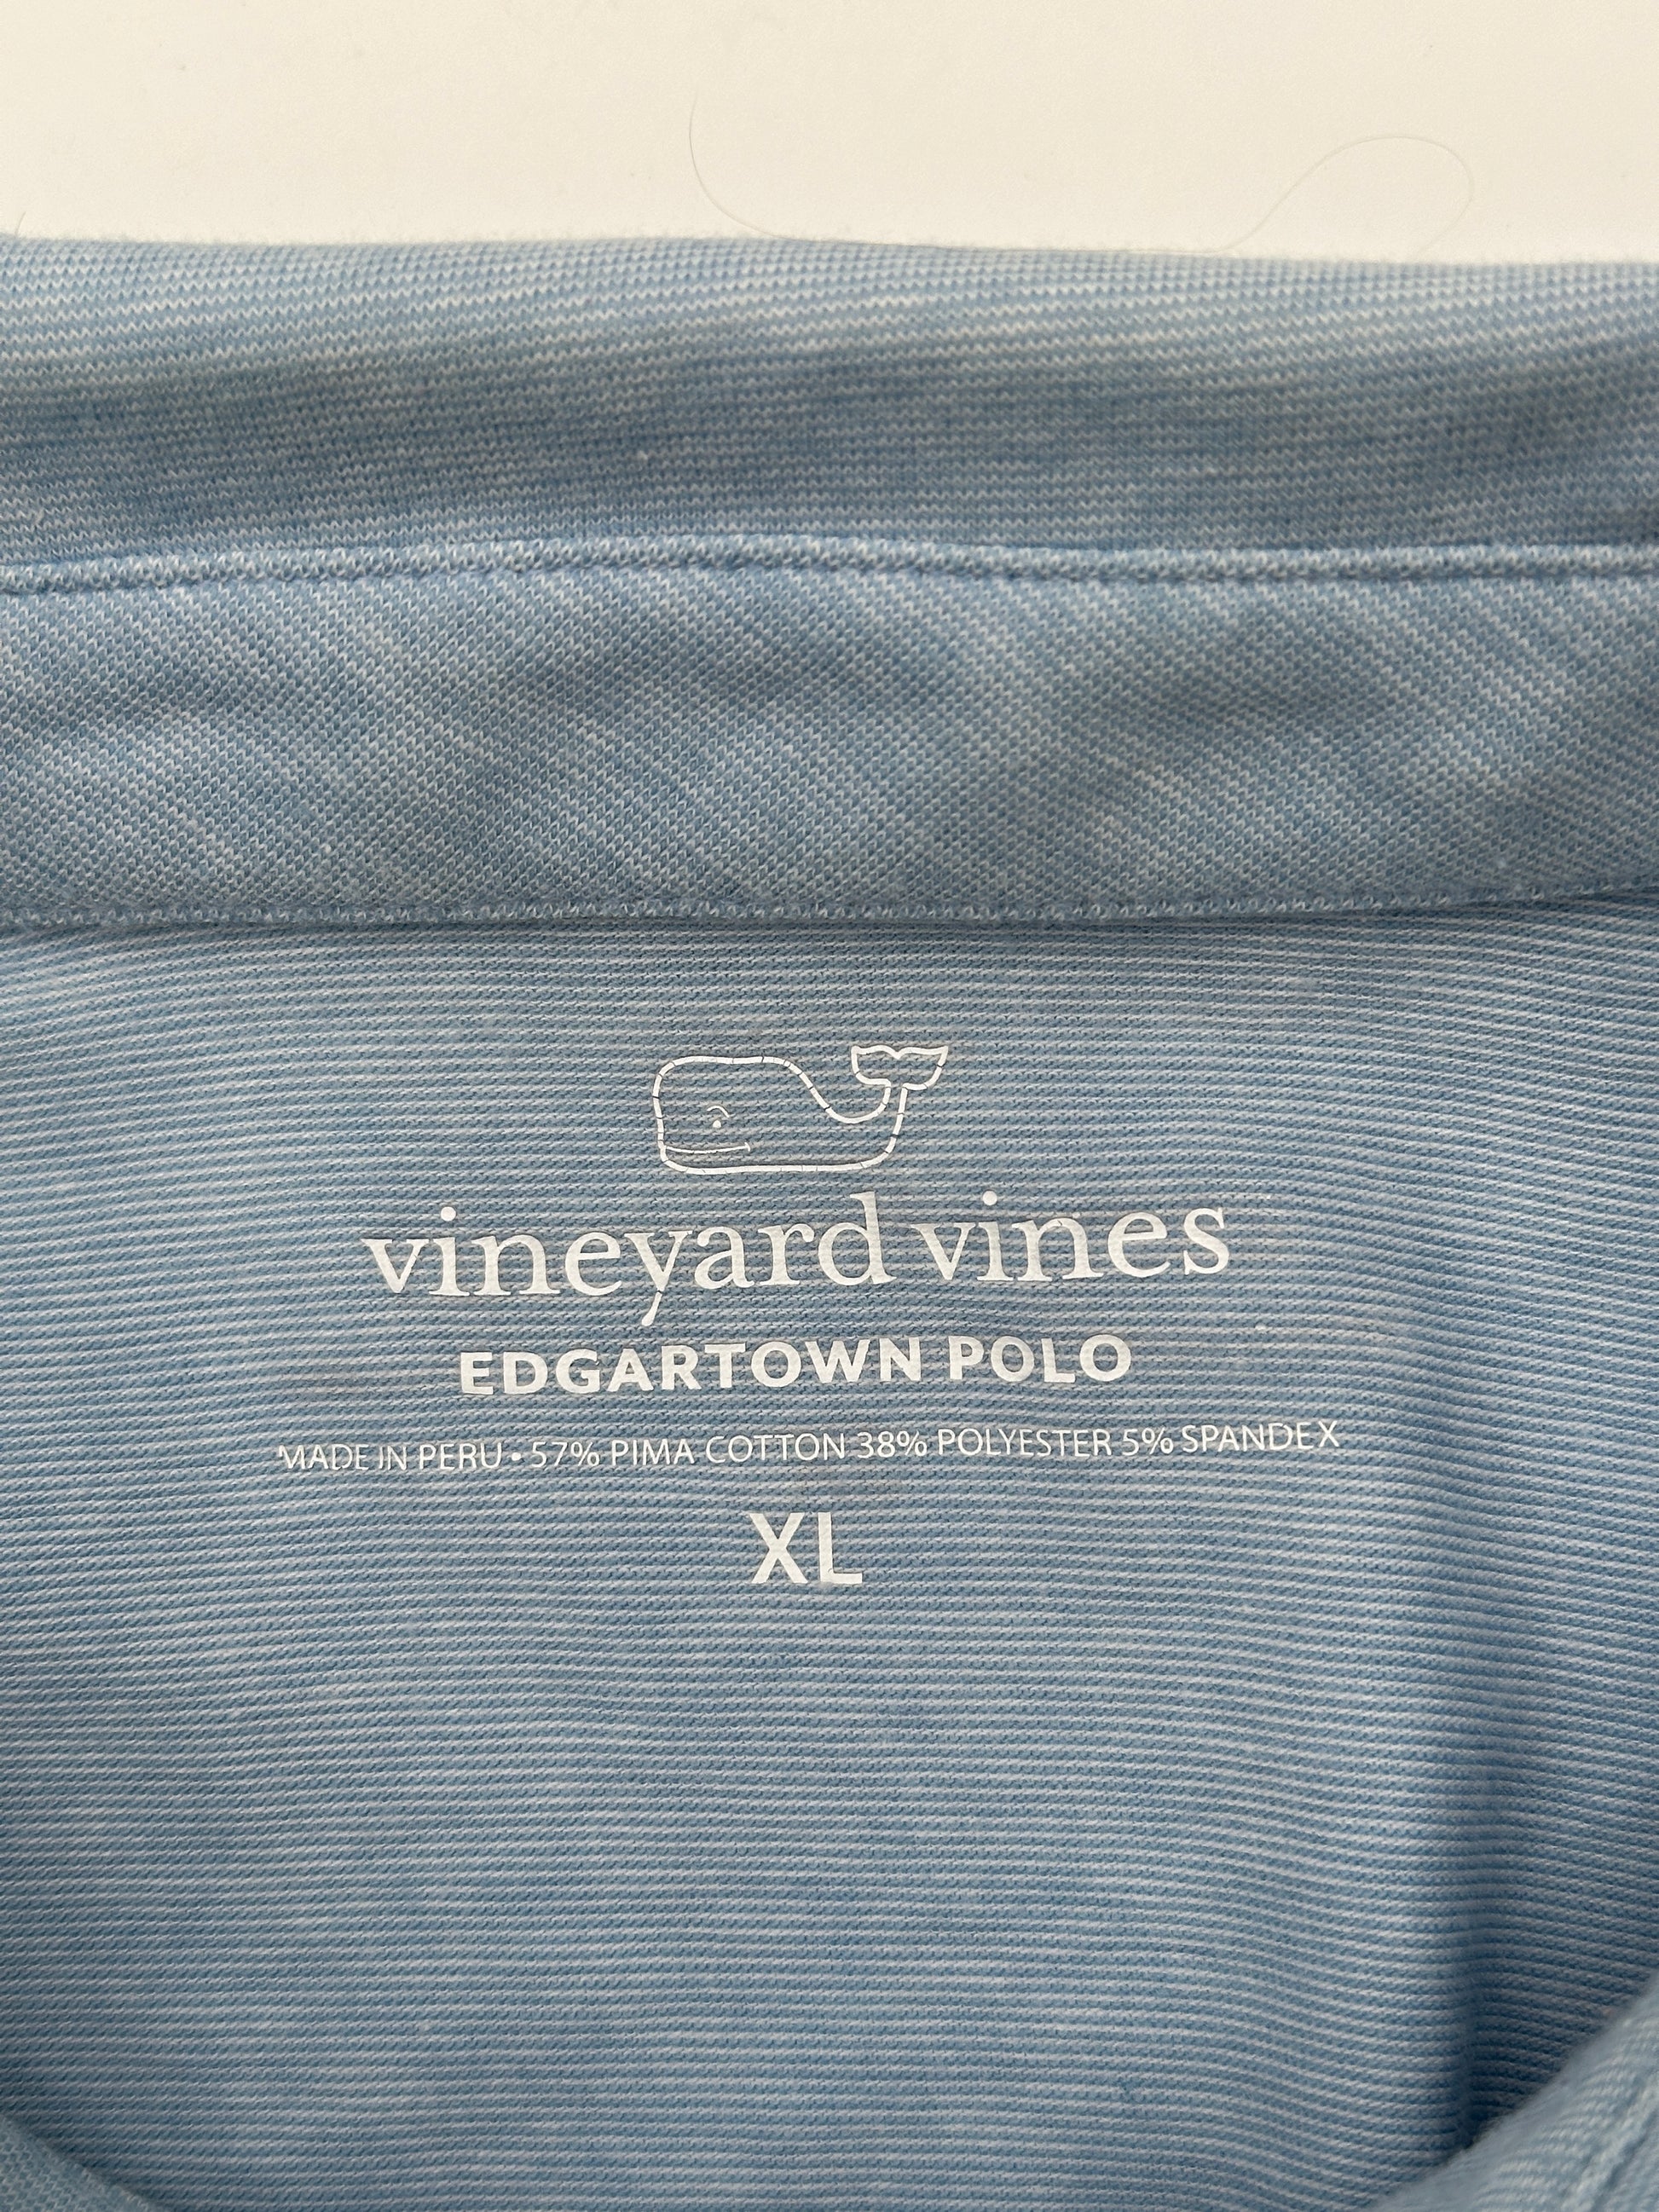 vineyard vines
EDGARTOWN POLO
MADE IN PERU • 57% PIMA COTTON 38% POLYESTER 5% SPANDEX
XL